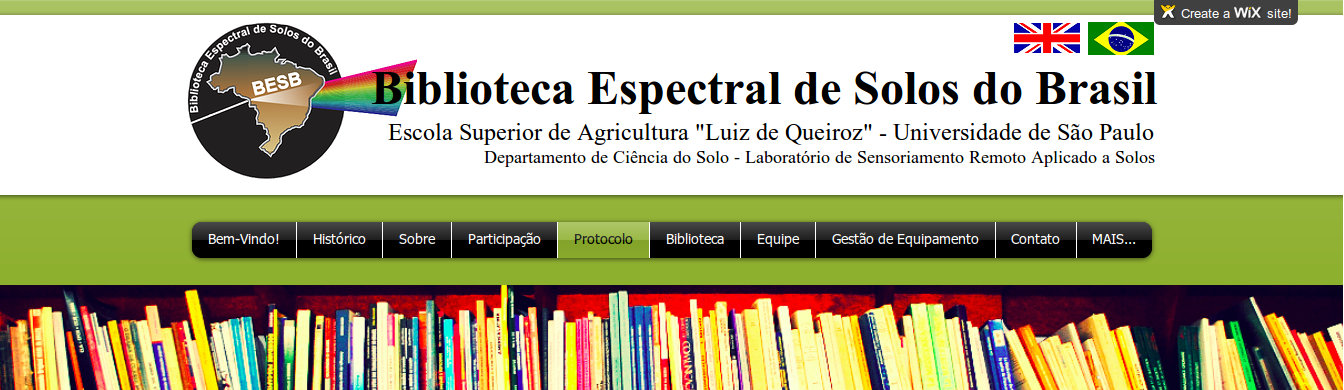 Create a WiX site!
Biblioteca Espectral de Solos do Brasil
BESB
Biblioteca Espectral de Solos do Brasil
Escola Superior de Agricultura "Luiz de Queiroz" - Universidade de São Paulo
Departamento de Ciência do Solo - Laboratório de Sensoriamento Remoto Aplicado a Solos
Bem-Vindo! Histórico Sobre Participação Protocolo Biblioteca Equipe Gestão de Equipamento Contato MAIS...